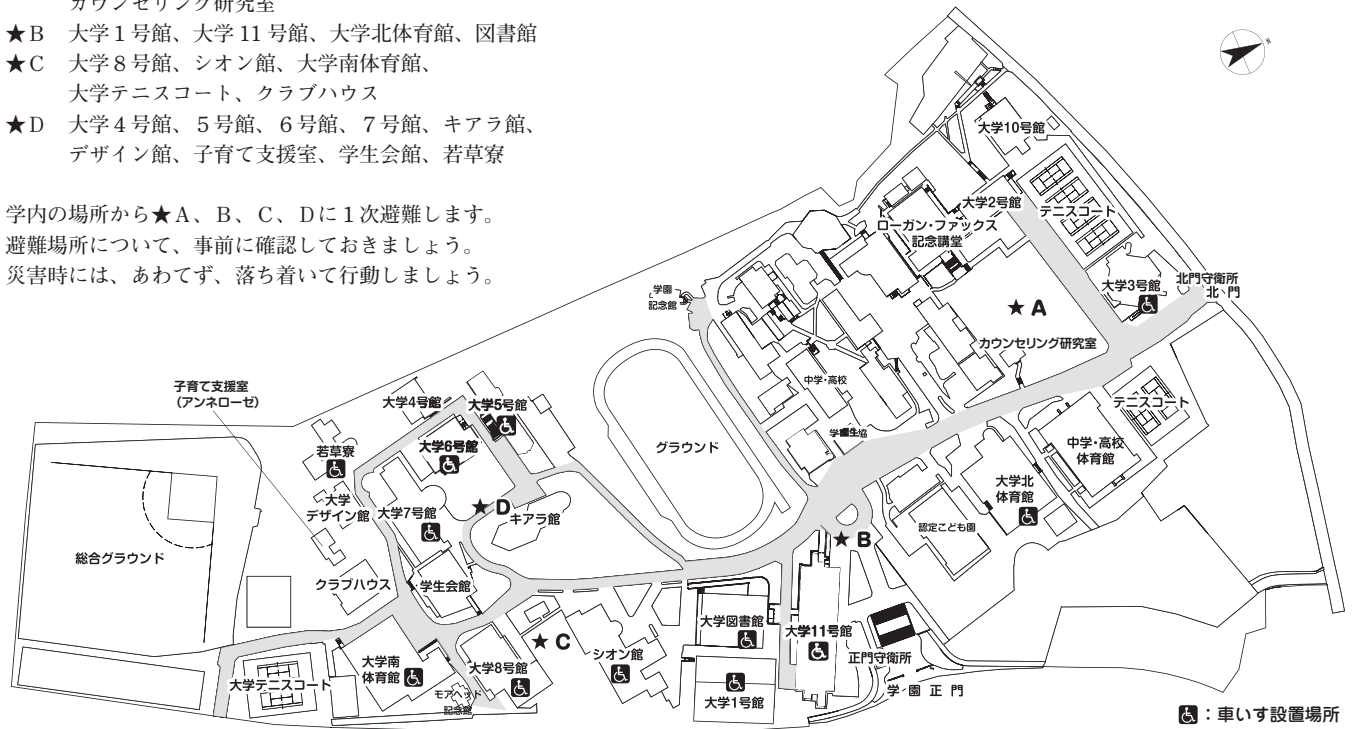 カウンセリング研究室
★B 大学１号館、大学 11 号館、大学北体育館、図書館
★C 大学８号館、シオン館、大学南体育館、
大学テニスコート、クラブハウス
★D 大学４号館、５号館、６号館、７号館、キアラ館、
デザイン館、子育て支援室、学生会館、若草寮
学内の場所から★A、B、C、Dに１次避難します。
避難場所について、事前に確認しておきましょう。
災害時には、あわてず、落ち着いて行動しましょう。
N
大学10号館
大学2号館
テニスコート
ローガン・ファックス
記念講堂
大学3号館
北門守衛所
北門
学園
記念館
★A
カウンセリング研究室
中学・高校
テニスコート
子育て支援室
（アンネローゼ）
大学4号館
大学5号館
大学6号館
グラウンド
中学・高校
体育館
若草寮
大学
デザイン館
大学7号館
★D
キアラ館
大学北
体育館
認定こども園
★B
総合グラウンド
クラブハウス
学生会館
大学図書館
大学11号館
★C
シオン館
正門守衛所
大学南
体育館
大学8号館
大学テニスコート
モアヘッド
記念館
大学1号館
学園正門
：車いす設置場所